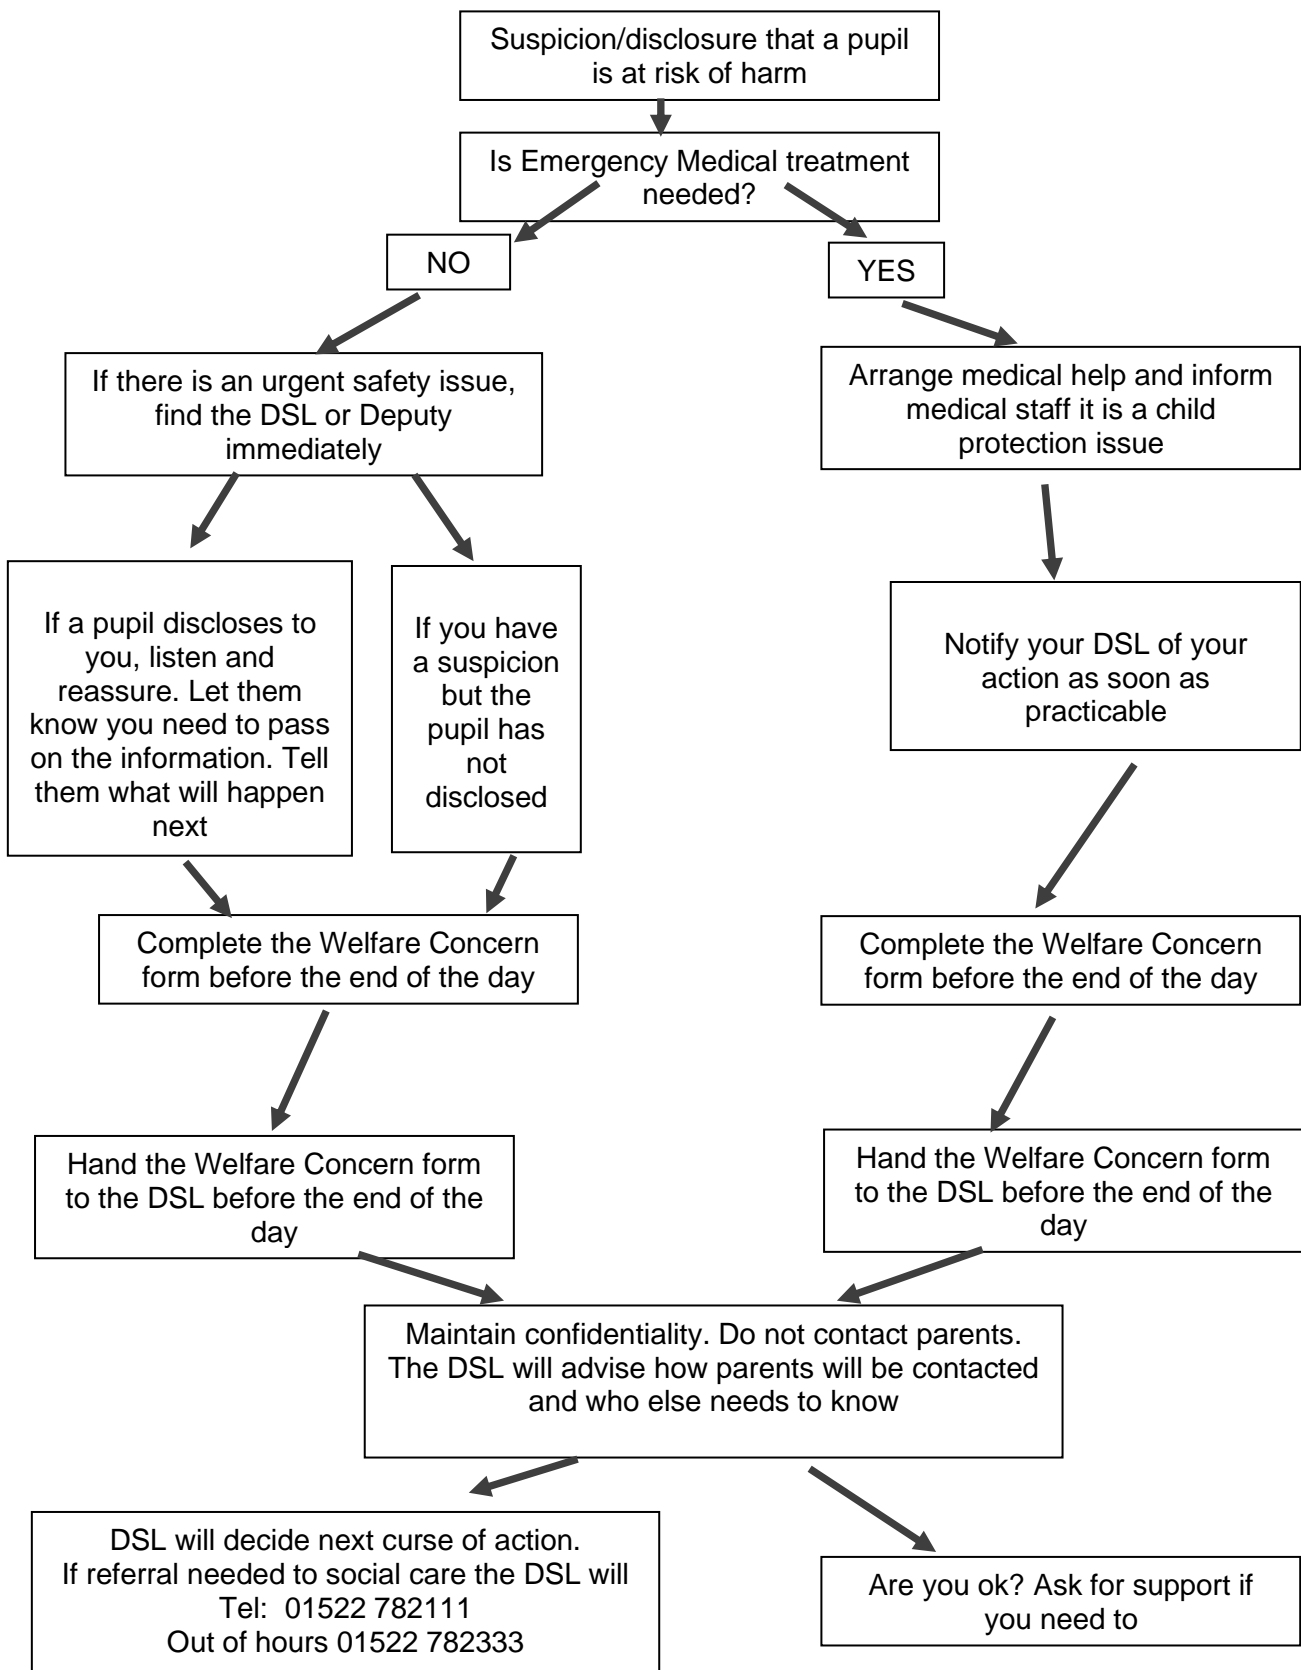 Suspicion/disclosure that a pupil
is at risk of harm
Is Emergency Medical treatment
needed?
NO
YES
If there is an urgent safety issue,
find the DSL or Deputy
immediately
Arrange medical help and inform
medical staff it is a child
protection issue
If a pupil discloses to
you, listen and
reassure. Let them
know you need to pass
on the information. Tell
them what will happen
next
If you have
a suspicion
but the
pupil has
not
disclosed
Notify your DSL of your
action as soon as
practicable
Complete the Welfare Concern
form before the end of the day
Complete the Welfare Concern
form before the end of the day
Hand the Welfare Concern form
to the DSL before the end of the
day
Hand the Welfare Concern form
to the DSL before the end of the
day
Maintain confidentiality. Do not contact parents.
The DSL will advise how parents will be contacted
and who else needs to know
DSL will decide next curse of action.
If referral needed to social care the DSL will
Tel: 01522 782111
Out of hours 01522 782333
Are you ok? Ask for support if
you need to